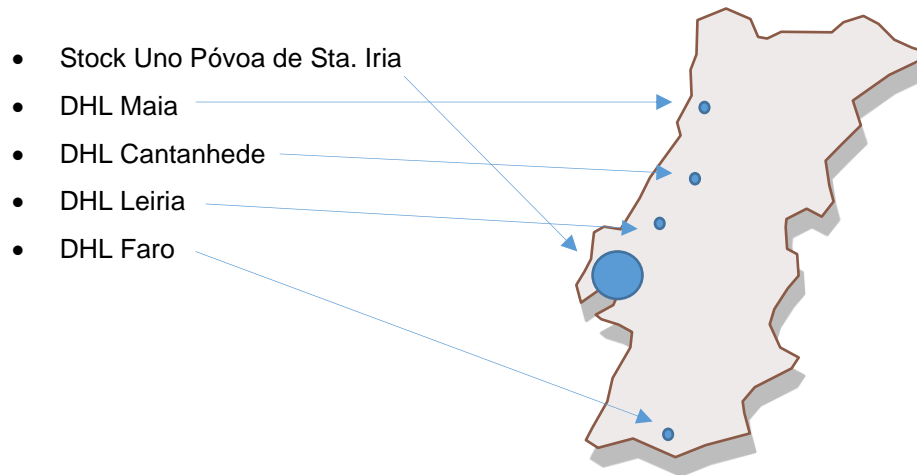 • Stock Uno Póvoa de Sta. Iria
• DHL Maia
• DHL Cantanhede
• DHL Leiria
• DHL Faro